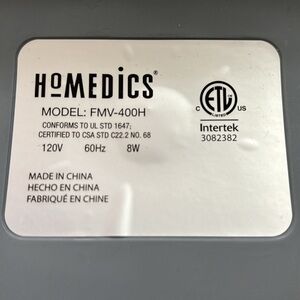 HoMEDiCS
MODEL: FMV-400H
CONFORMS TO UL STD 1647;
CERTIFIED TO CSA STD C22.2 NO. 68
120V 60Hz 8W
MADE IN CHINA
HECHO EN CHINA
FABRIQUÉ EN CHINE
C ETL US
LISTED
Intertek
3082382